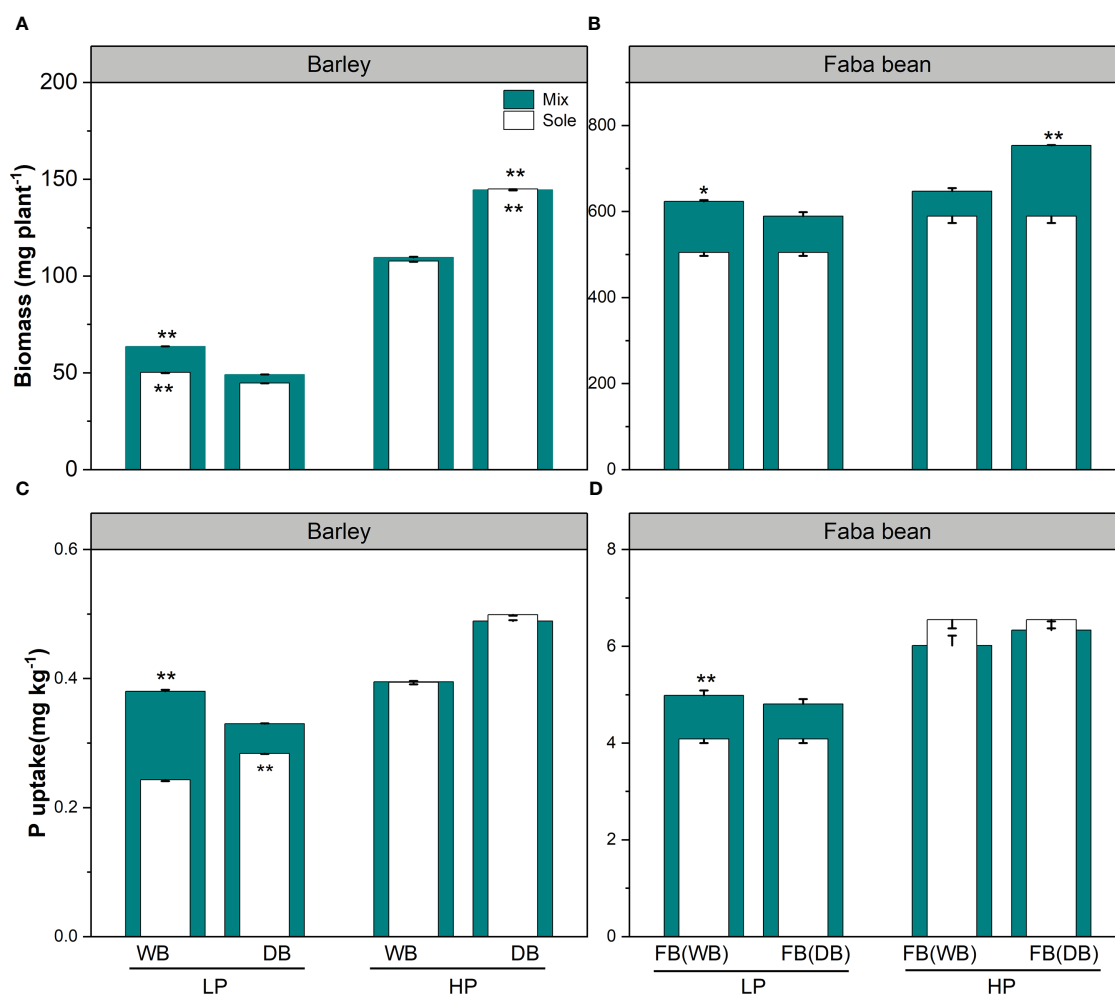 A
Barley
200
150
100
50
0
Biomass (mg plant-1)
Mix
Sole
**
**
**
**
B
Faba bean
800
600
400
200
0
*
**
C
Barley
0.6
0.4
0.2
0.0
P uptake(mg kg-1)
**
**
WB DB WB DB
LP HP
D
Faba bean
8
6
4
2
0
**
FB(WB) FB(DB) FB(WB) FB(DB)
LP HP